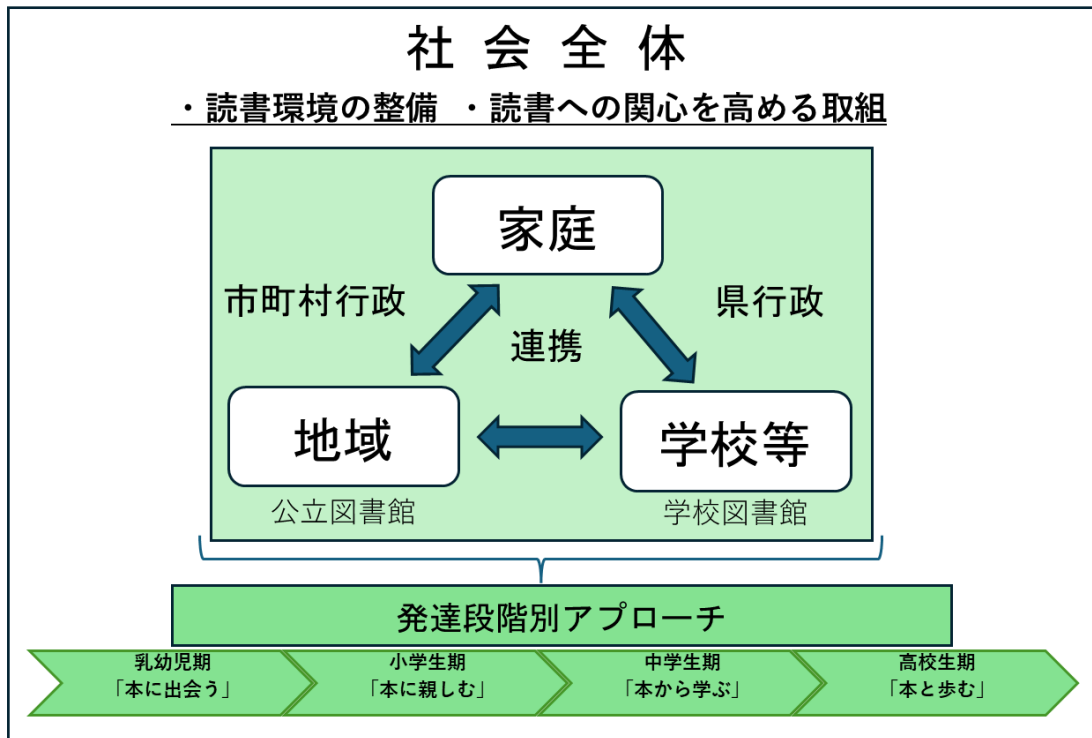 社会全体
・読書環境の整備 ・読書への関心を高める取組
家庭
市町村行政
県行政
連携
地域
学校等
公立図書館
学校図書館
発達段階別アプローチ
乳幼児期
「本に出会う」
小学生期
「本に親しむ」
中学生期
「本から学ぶ」
高校生期
「本と歩む」